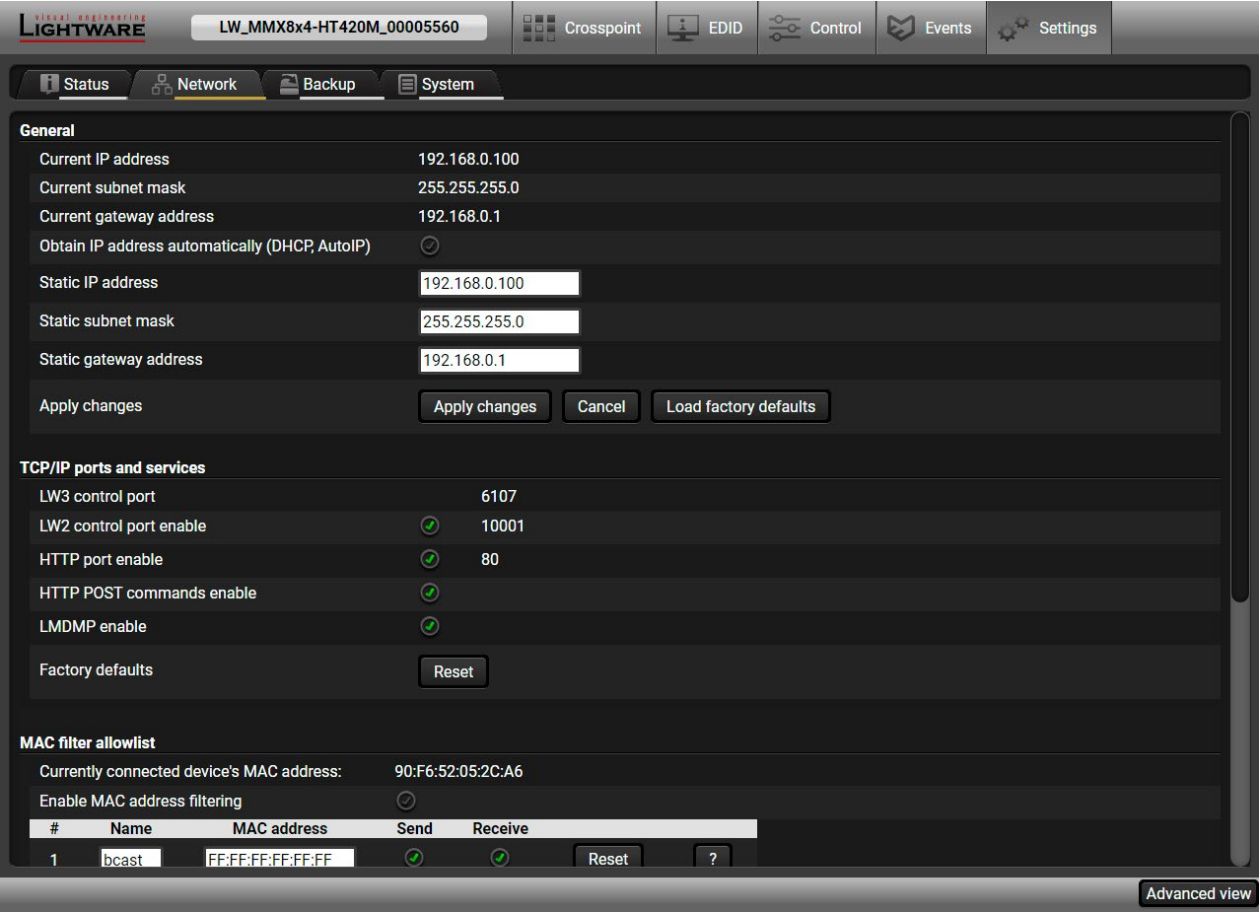 visual engineering
LIGHTWARE
LW_MMX8x4-HT420M_00005560
Crosspoint
EDID
Control
Events
Settings
Status
Network
Backup
System
General
Current IP address 192.168.0.100
Current subnet mask 255.255.255.0
Current gateway address 192.168.0.1
Obtain IP address automatically (DHCP, AutoIP)
Static IP address 192.168.0.100
Static subnet mask 255.255.255.0
Static gateway address 192.168.0.1
Apply changes Apply changes Cancel Load factory defaults
TCP/IP ports and services
LW3 control port 6107
LW2 control port enable 10001
HTTP port enable 80
HTTP POST commands enable
LMDMP enable
Factory defaults Reset
MAC filter allowlist
Currently connected device's MAC address: 90:F6:52:05:2C:A6
Enable MAC address filtering
# Name MAC address Send Receive
1 bcast FF:FF:FF:FF:FF:FF Reset ?
Advanced view